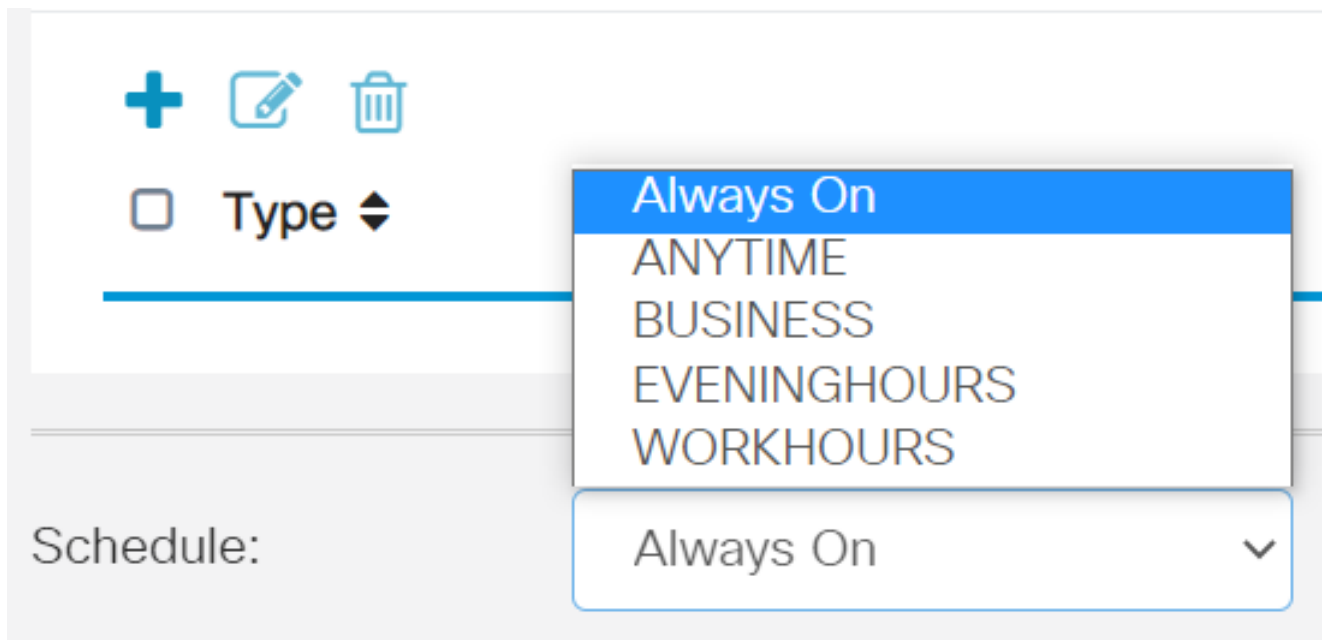 Type
Always On
ANYTIME
BUSINESS
EVENINGHOURS
WORKHOURS
Schedule:
Always On